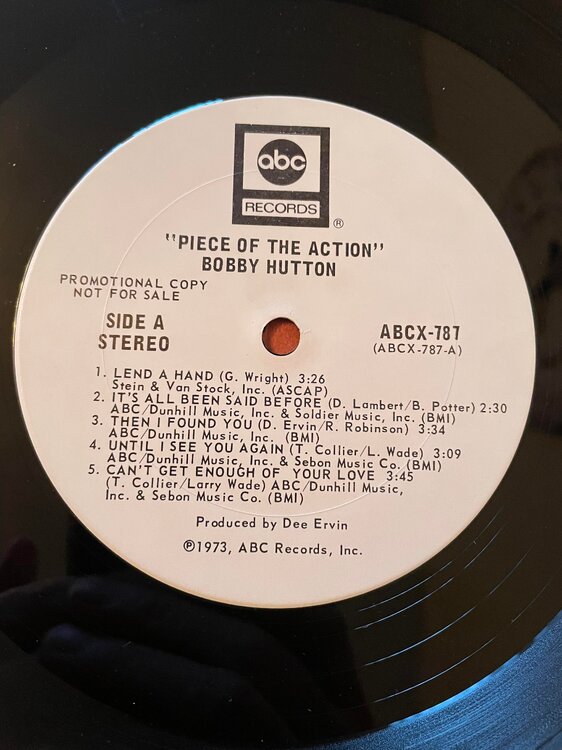 abc
RECORDS
®
"PIECE OF THE ACTION"
BOBBY HUTTON
PROMOTIONAL COPY
NOT FOR SALE
SIDE A
STEREO
ABCX-787
(ABCX-787-A)
1. LEND A HAND (G. Wright) 3:26
Stein & Van Stock, Inc. (ASCAP)
2. IT'S ALL BEEN SAID BEFORE (D. Lambert/B. Potter) 2:30
ABC/Dunhill Music, Inc. & Soldier Music, Inc. (BMI)
3. THEN I FOUND YOU (D. Ervin/R. Robinson) 3:34
ABC/Dunhill Music, Inc. (BMI)
4. UNTIL I SEE YOU AGAIN (T. Collier/L. Wade) 3:09
ABC/Dunhill Music, Inc. & Sebon Music Co. (BMI)
5. CAN'T GET ENOUGH OF YOUR LOVE 3:45
(T. Collier/Larry Wade) ABC/Dunhill Music,
Inc. & Sebon Music Co. (BMI)
Produced by Dee Ervin
℗1973, ABC Records, Inc.